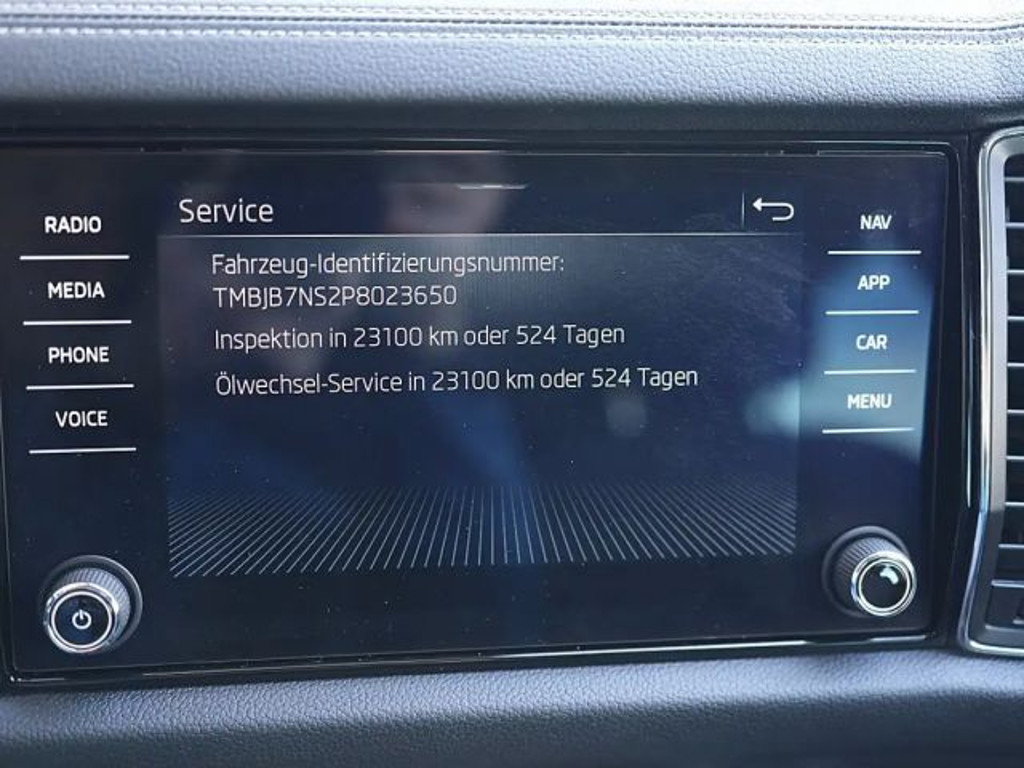 Service
RADIO
MEDIA
PHONE
VOICE
Fahrzeug-Identifizierungsnummer:
TMBJB7NS2P8023650
Inspektion in 23100 km oder 524 Tagen
Ölwechsel-Service in 23100 km oder 524 Tagen
NAV
APP
CAR
MENU